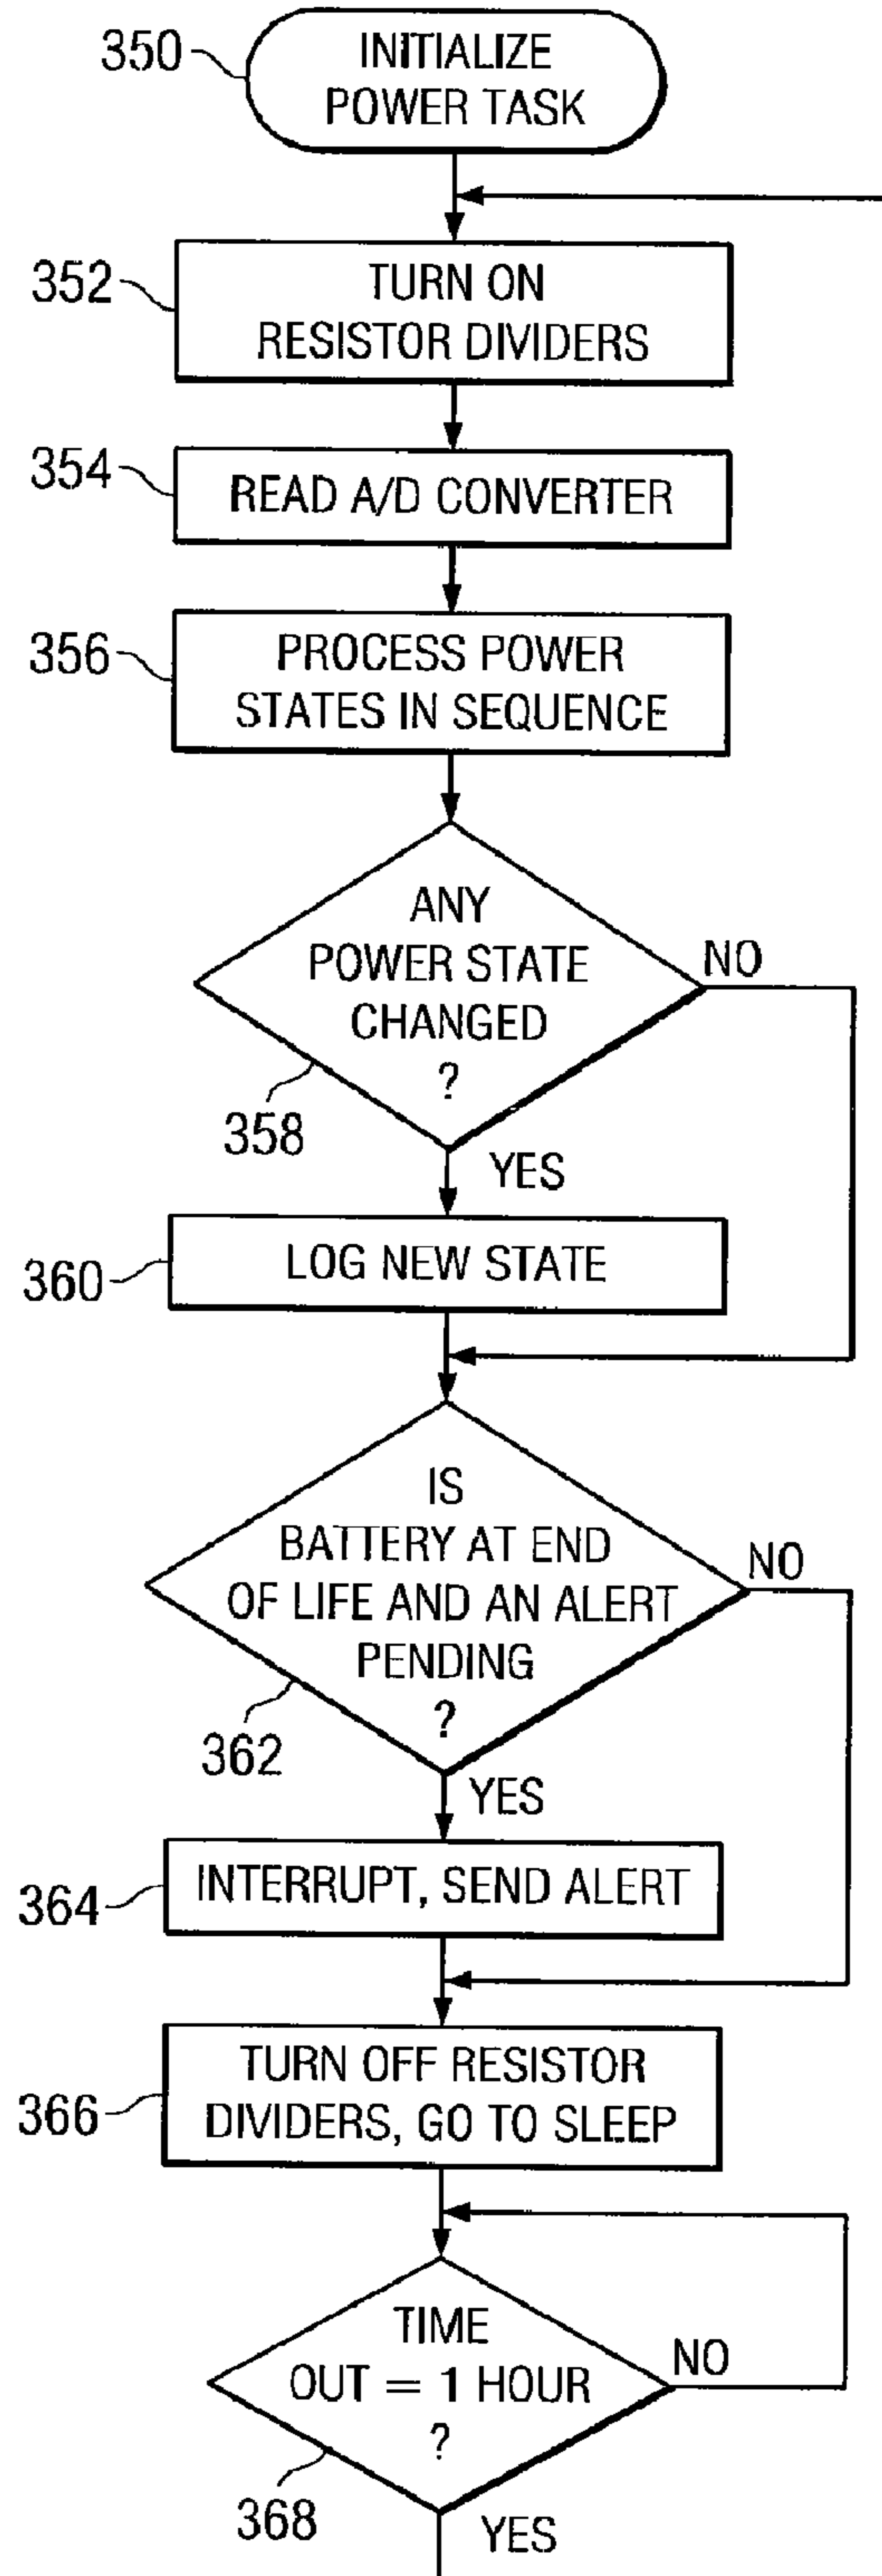 350
INITIALIZE
POWER TASK
352
TURN ON
RESISTOR DIVIDERS
354
READ A/D CONVERTER
356
PROCESS POWER
STATES IN SEQUENCE
ANY
POWER STATE
CHANGED
?
NO
358
YES
360
LOG NEW STATE
IS
BATTERY AT END
OF LIFE AND AN ALERT
PENDING
?
NO
362
YES
364
INTERRUPT, SEND ALERT
366
TURN OFF RESISTOR
DIVIDERS, GO TO SLEEP
TIME
OUT = 1 HOUR
?
NO
368
YES